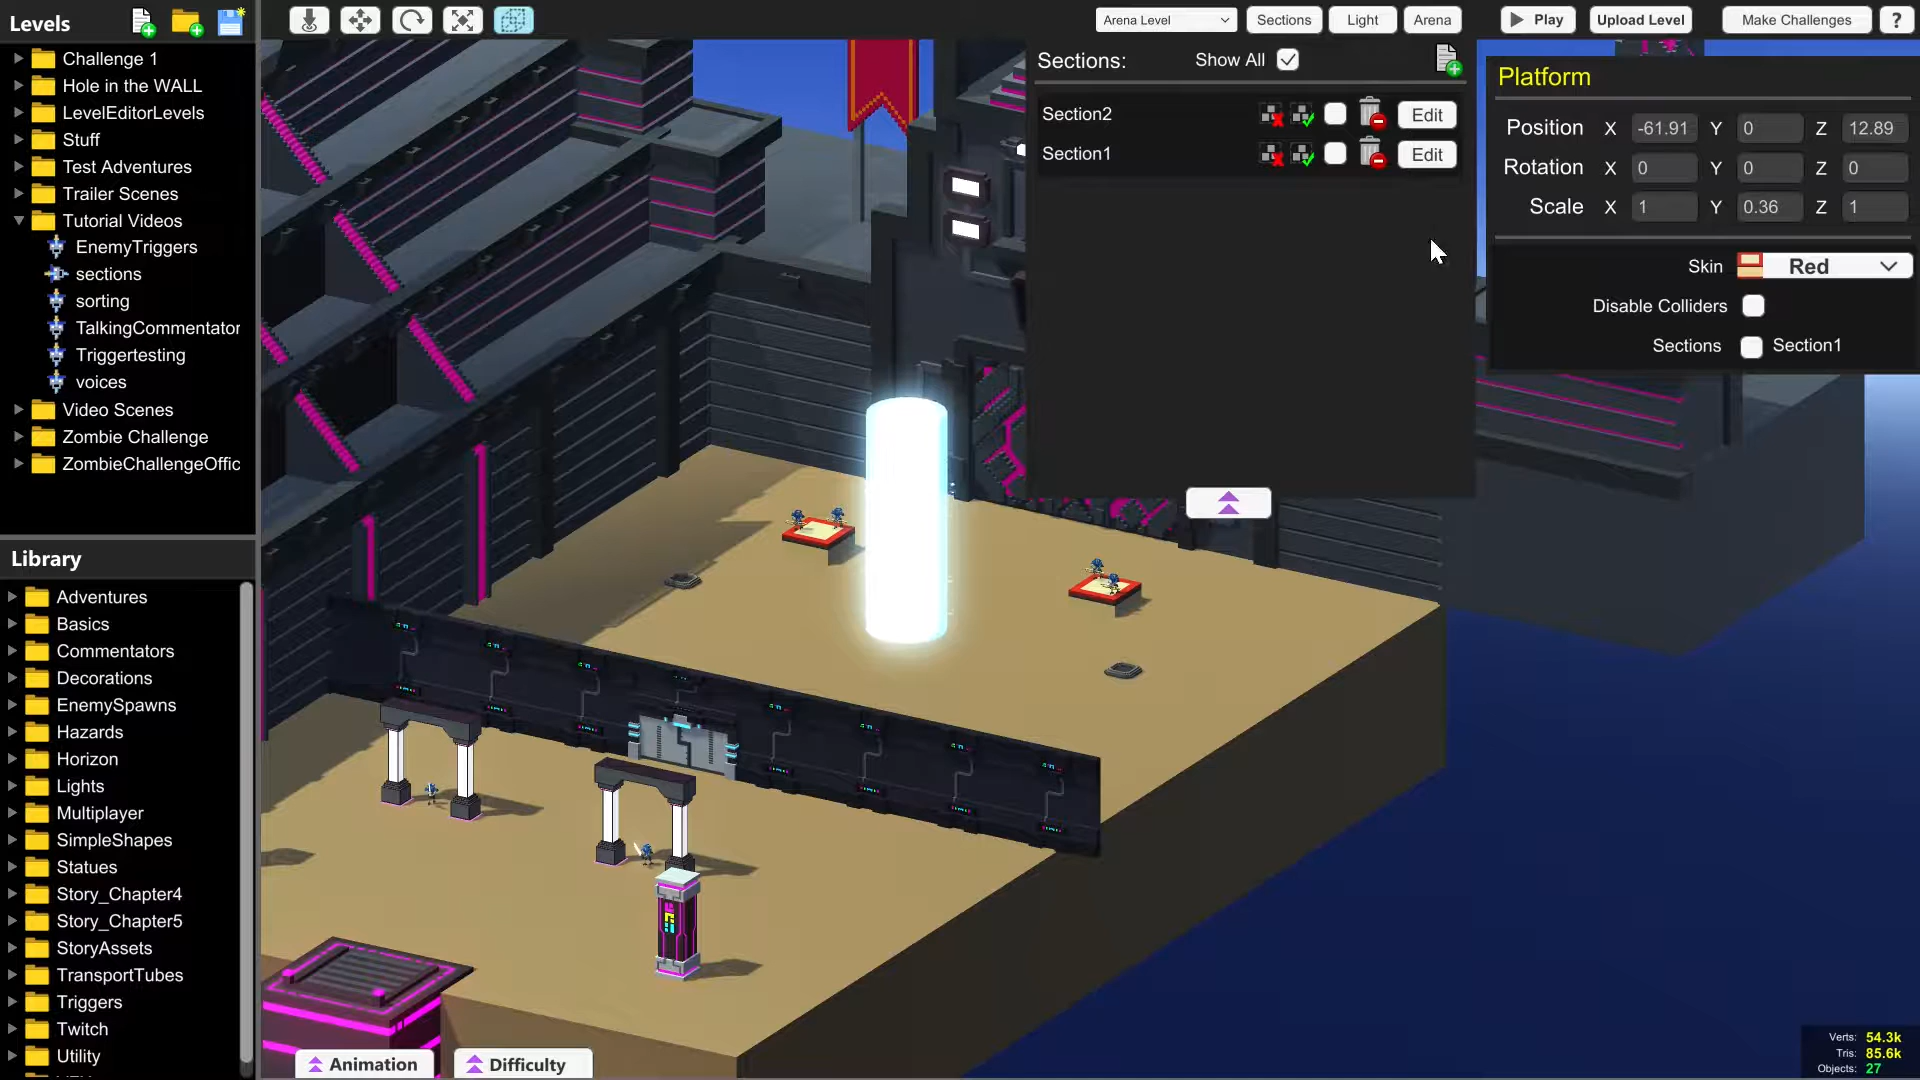 Levels
Challenge 1
Hole in the WALL
LevelEditorLevels
Stuff
Test Adventures
Trailer Scenes
Tutorial Videos
EnemyTriggers
sections
sorting
TalkingCommentator
Triggertesting
voices
Video Scenes
Zombie Challenge
ZombieChallengeOffic
Library
Adventures
Basics
Commentators
Decorations
EnemySpawns
Hazards
Horizon
Lights
Multiplayer
SimpleShapes
Statues
Story_Chapter4
Story_Chapter5
StoryAssets
TransportTubes
Triggers
Twitch
Utility
Arena Level Sections Light Arena Play Upload Level Make Challenges ?
Sections: Show All
Section2 Edit
Section1 Edit
Platform
Position X -61.91 Y 0 Z 12.89
Rotation X 0 Y 0 Z 0
Scale X 1 Y 0.36 Z 1
Skin Red
Disable Colliders
Sections Section1
Animation Difficulty
Verts: 54.3k
Tris: 85.6k
Objects: 27